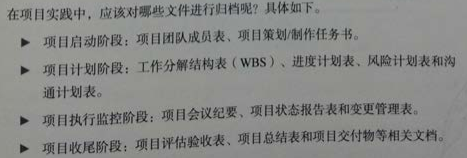 在项目实践中，应该对哪些文件进行归档呢？具体如下。
▶ 项目启动阶段：项目团队成员表、项目策划/制作任务书。
▶ 项目计划阶段：工作分解结构表（WBS）、进度计划表、风险计划表和沟
通计划表。
▶ 项目执行监控阶段：项目会议纪要、项目状态报告表和变更管理表。
▶ 项目收尾阶段：项目评估验收表、项目总结表和项目交付物等相关文档。